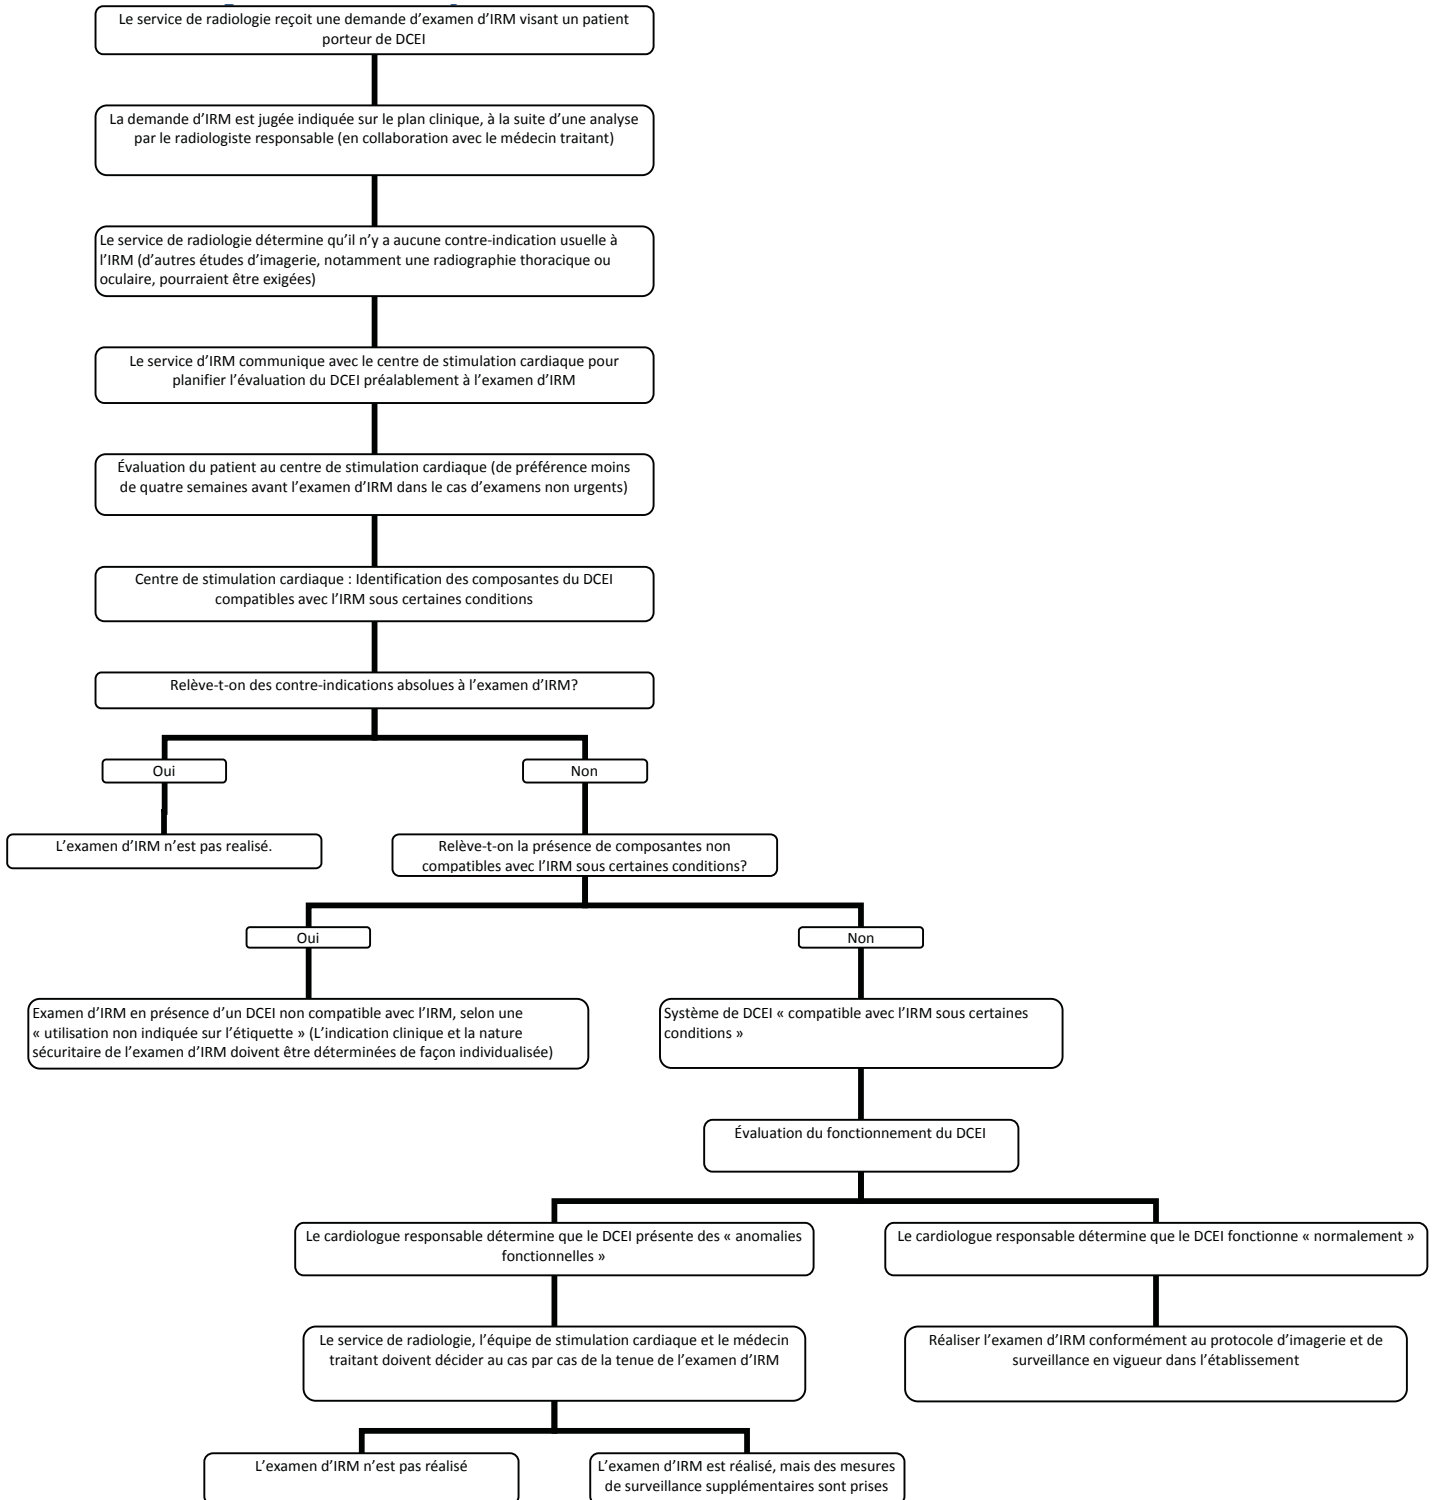 Le service de radiologie reçoit une demande d’examen d’IRM visant un patient
porteur de DCEI
La demande d’IRM est jugée indiquée sur le plan clinique, à la suite d’une analyse
par le radiologiste responsable (en collaboration avec le médecin traitant)
Le service de radiologie détermine qu’il n’y a aucune contre-indication usuelle à
l’IRM (d’autres études d’imagerie, notamment une radiographie thoracique ou
oculaire, pourraient être exigées)
Le service d’IRM communique avec le centre de stimulation cardiaque pour
planifier l’évaluation du DCEI préalablement à l’examen d’IRM
Évaluation du patient au centre de stimulation cardiaque (de préférence moins
de quatre semaines avant l’examen d’IRM dans le cas d’examens non urgents)
Centre de stimulation cardiaque : Identification des composantes du DCEI
compatibles avec l’IRM sous certaines conditions
Relève-t-on des contre-indications absolues à l’examen d’IRM?
Oui
Non
L’examen d’IRM n’est pas realisé.
Relève-t-on la présence de composantes non
compatibles avec l’IRM sous certaines conditions?
Oui
Non
Examen d’IRM en présence d’un DCEI non compatible avec l’IRM, selon une
« utilisation non indiquée sur l’étiquette » (L’indication clinique et la nature
sécuritaire de l’examen d’IRM doivent être déterminées de façon individualisée)
Système de DCEI « compatible avec l’IRM sous certaines
conditions »
Évaluation du fonctionnement du DCEI
Le cardiologue responsable détermine que le DCEI présente des « anomalies
fonctionnelles »
Le cardiologue responsable détermine que le DCEI fonctionne « normalement »
Le service de radiologie, l’équipe de stimulation cardiaque et le médecin
traitant doivent décider au cas par cas de la tenue de l’examen d’IRM
Réaliser l’examen d’IRM conformément au protocole d’imagerie et de
surveillance en vigueur dans l’établissement
L’examen d’IRM n’est pas réalisé
L’examen d’IRM est réalisé, mais des mesures
de surveillance supplémentaires sont prises